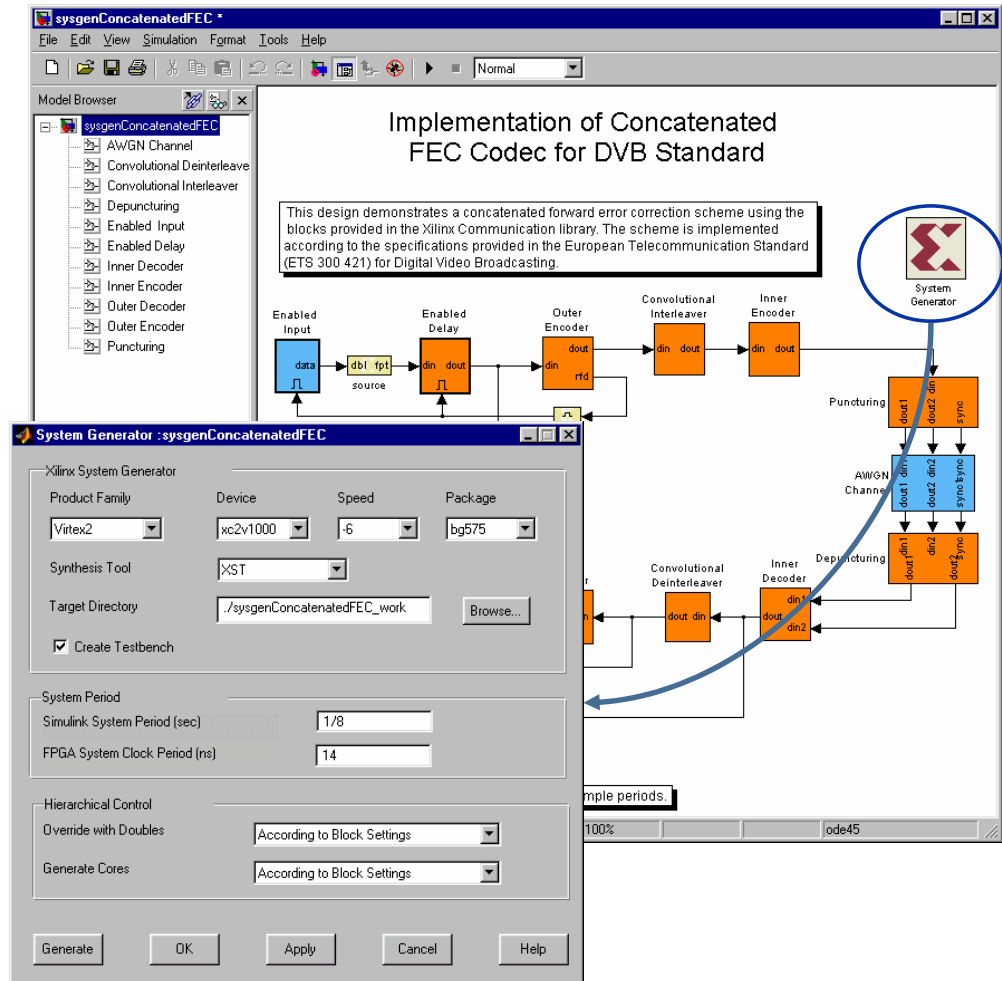 sysgenConcatenatedFEC *
File Edit View Simulation Format Tools Help
Normal
Model Browser
sysgenConcatenatedFEC
AWGN Channel
Convolutional Deinterleave
Convolutional Interleaver
Depuncturing
Enabled Input
Enabled Delay
Inner Decoder
Inner Encoder
Outer Decoder
Outer Encoder
Puncturing
Implementation of Concatenated
FEC Codec for DVB Standard
This design demonstrates a concatenated forward error correction scheme using the
blocks provided in the Xilinx Communication library. The scheme is implemented
according to the specifications provided in the European Telecommunication Standard
(ETS 300 421) for Digital Video Broadcasting.
System
Generator
Enabled
Input
data
dbl fpt
source
Enabled
Delay
din dout
Outer
Encoder
din
dout
rfd
Convolutional
Interleaver
din dout
Inner
Encoder
din dout
Puncturing
din
dout1
dout2
sync
AWGN
Channel
din1
din2
sync
dout1
dout2
Depuncturing
din1
din2
sync
dout1
dout2
Inner
Decoder
din1
dout
din2
Convolutional
Deinterleaver
dout din
mple periods.
100%
ode45
System Generator :sysgenConcatenatedFEC
Xilinx System Generator
Product Family
Device
Speed
Package
Virtex2
xc2v1000
-6
bg575
Synthesis Tool
XST
Target Directory
./sysgenConcatenatedFEC_work
Browse...
Create Testbench
System Period
Simulink System Period (sec)
1/8
FPGA System Clock Period (ns)
14
Hierarchical Control
Override with Doubles
According to Block Settings
Generate Cores
According to Block Settings
Generate
OK
Apply
Cancel
Help